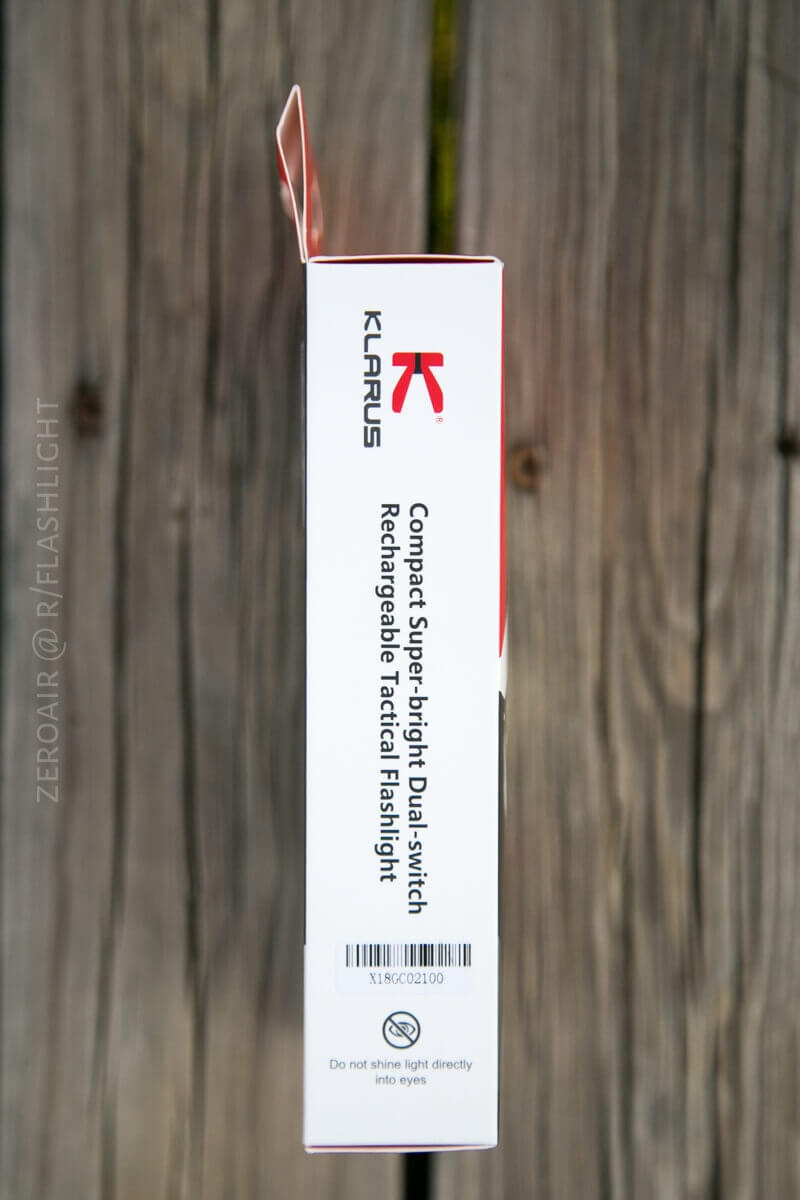 KLARUS
®
Compact Super-bright Dual-switch
Rechargeable Tactical Flashlight
X18GC02100
Do not shine light directly
into eyes
ZEROAIR @ R/FLASHLIGHT